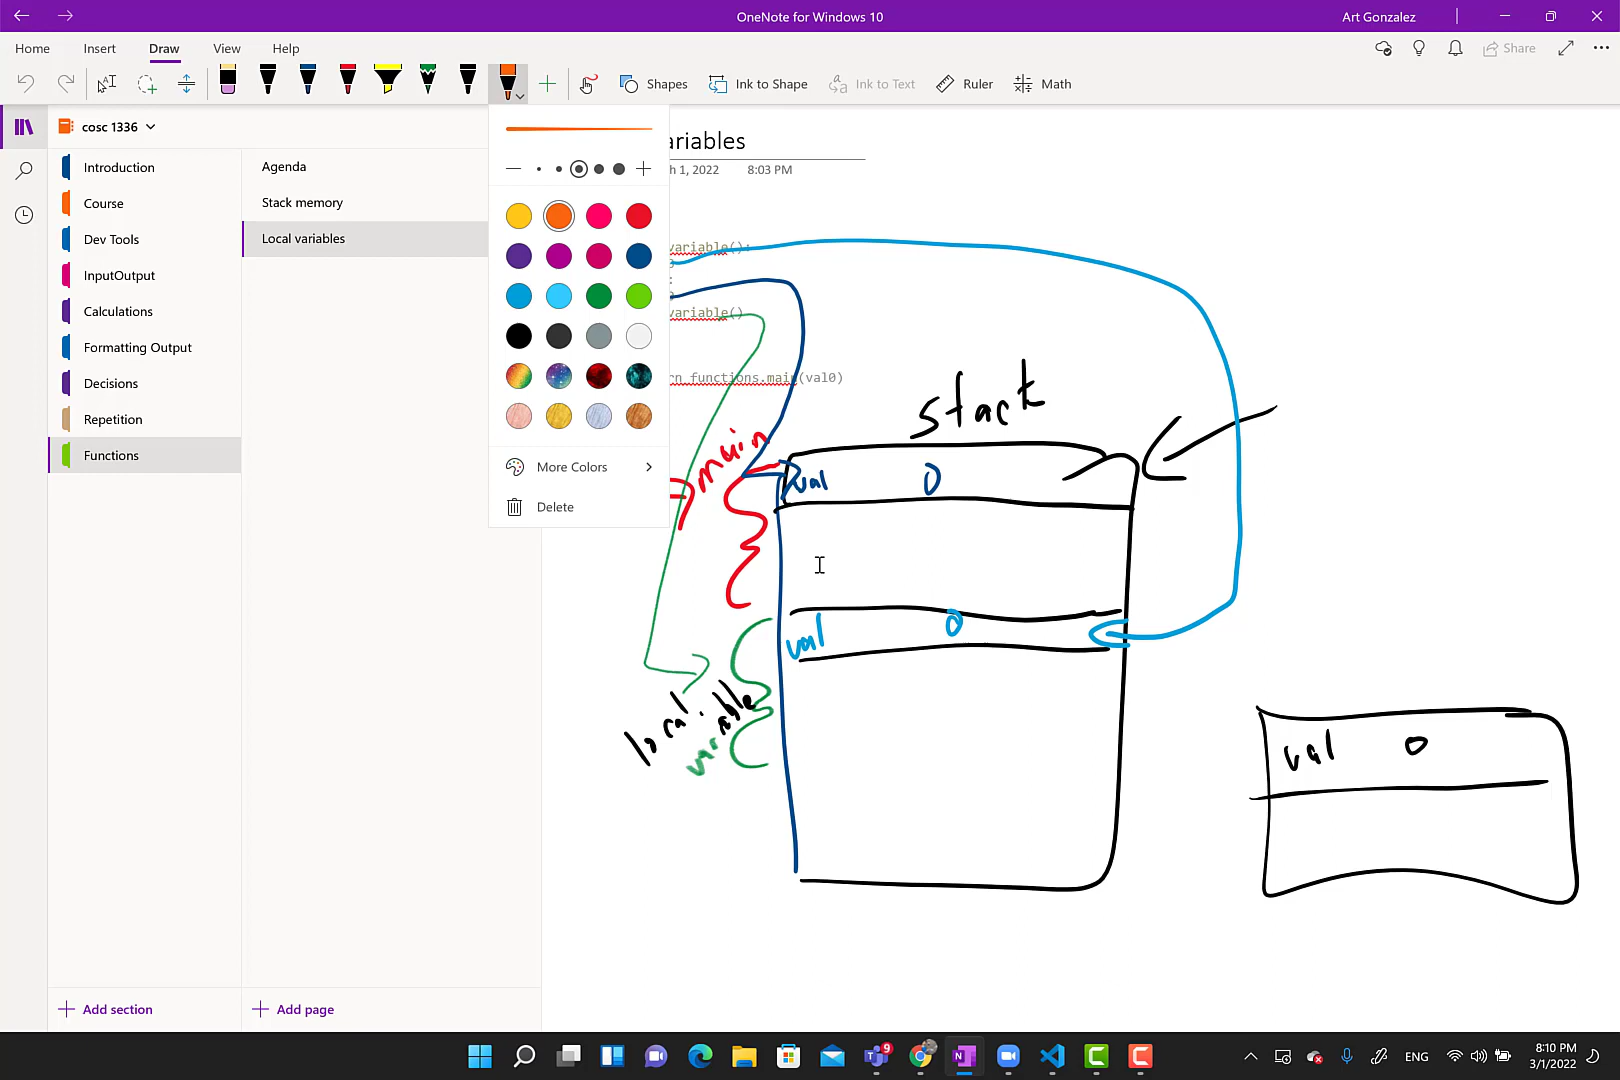 OneNote for Windows 10
Art Gonzalez
Home Insert Draw View Help
Share
Shapes Ink to Shape Ink to Text Ruler Math
cosc 1336
Introduction
Course
Dev Tools
InputOutput
Calculations
Formatting Output
Decisions
Repetition
Functions
Agenda
Stack memory
Local variables
More Colors
Delete
ariables
h 1, 2022 8:03 PM
variable():
:
variable()
rn functions.main(val0)
stack
main
val 0
val 0
local
variable
val 0
Add section
Add page
9
ENG
8:10 PM
3/1/2022